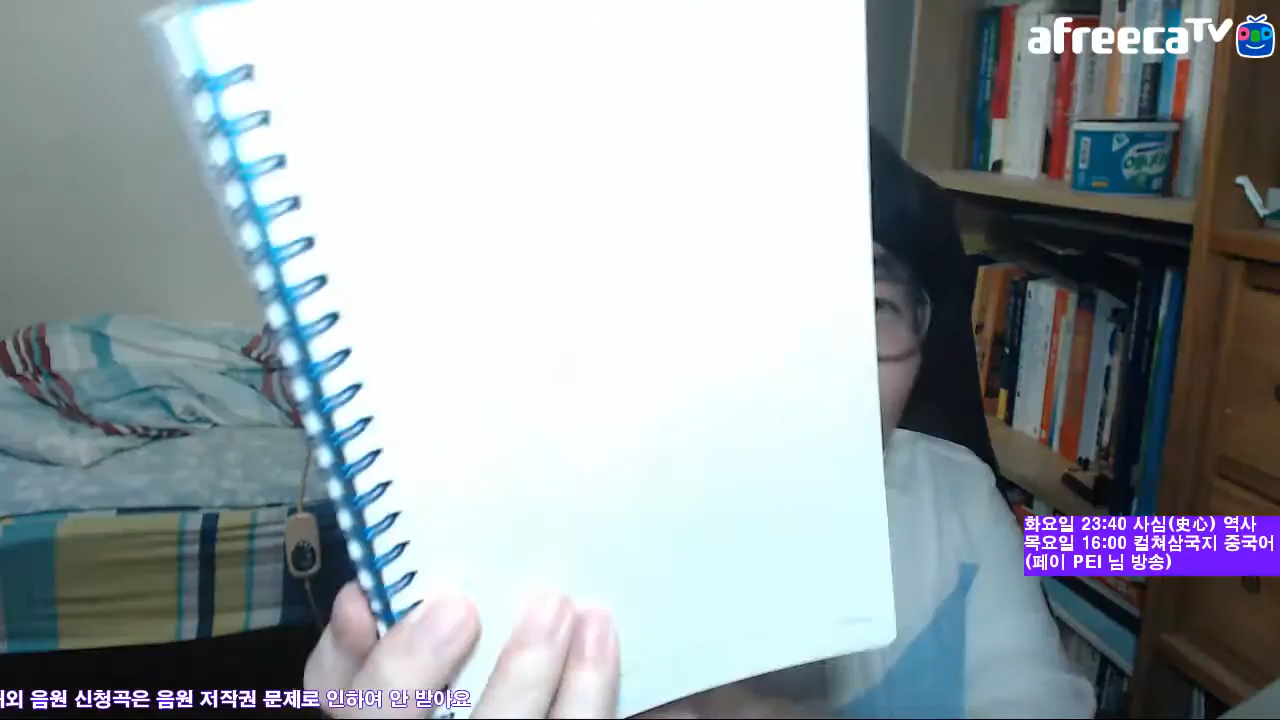 afreecaTV
화요일 23:40 사심(史心) 역사
목요일 16:00 컬쳐삼국지 중국어
(페이 PEI 님 방송)
음원 신청곡은 음원 저작권 문제로 인하여 안 받아요